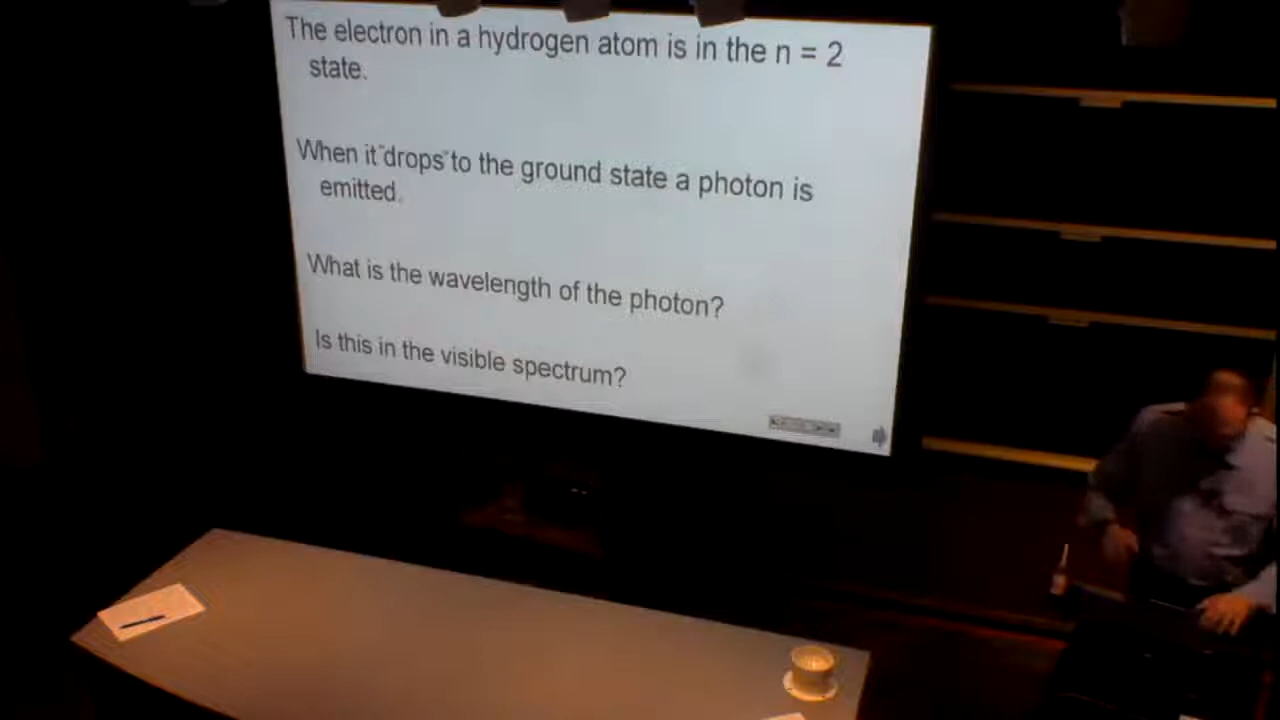 The electron in a hydrogen atom is in the n = 2
state.
When it "drops" to the ground state a photon is
emitted.
What is the wavelength of the photon?
Is this in the visible spectrum?